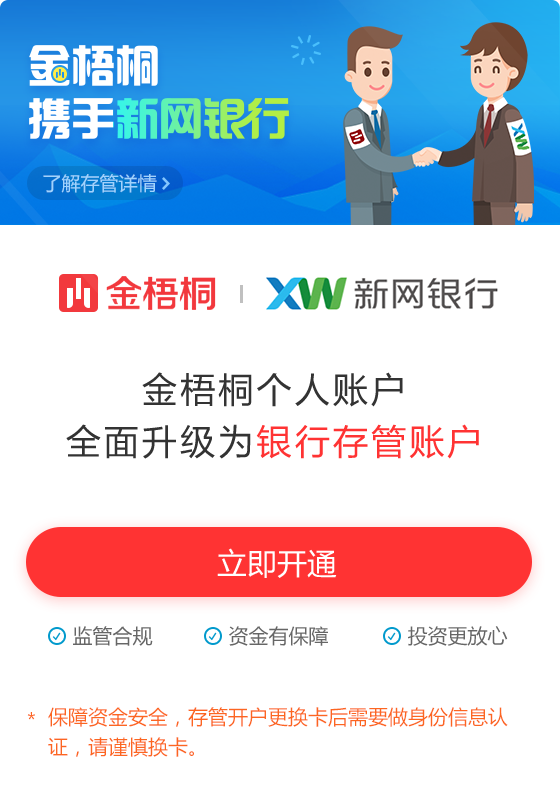 金梧桐
携手新网银行
了解存管详情 >
金梧桐 | XW 新网银行
金梧桐个人账户
全面升级为银行存管账户
立即开通
监管合规 资金有保障 投资更放心
* 保障资金安全，存管开户更换卡后需要做身份信息认
证，请谨慎换卡。